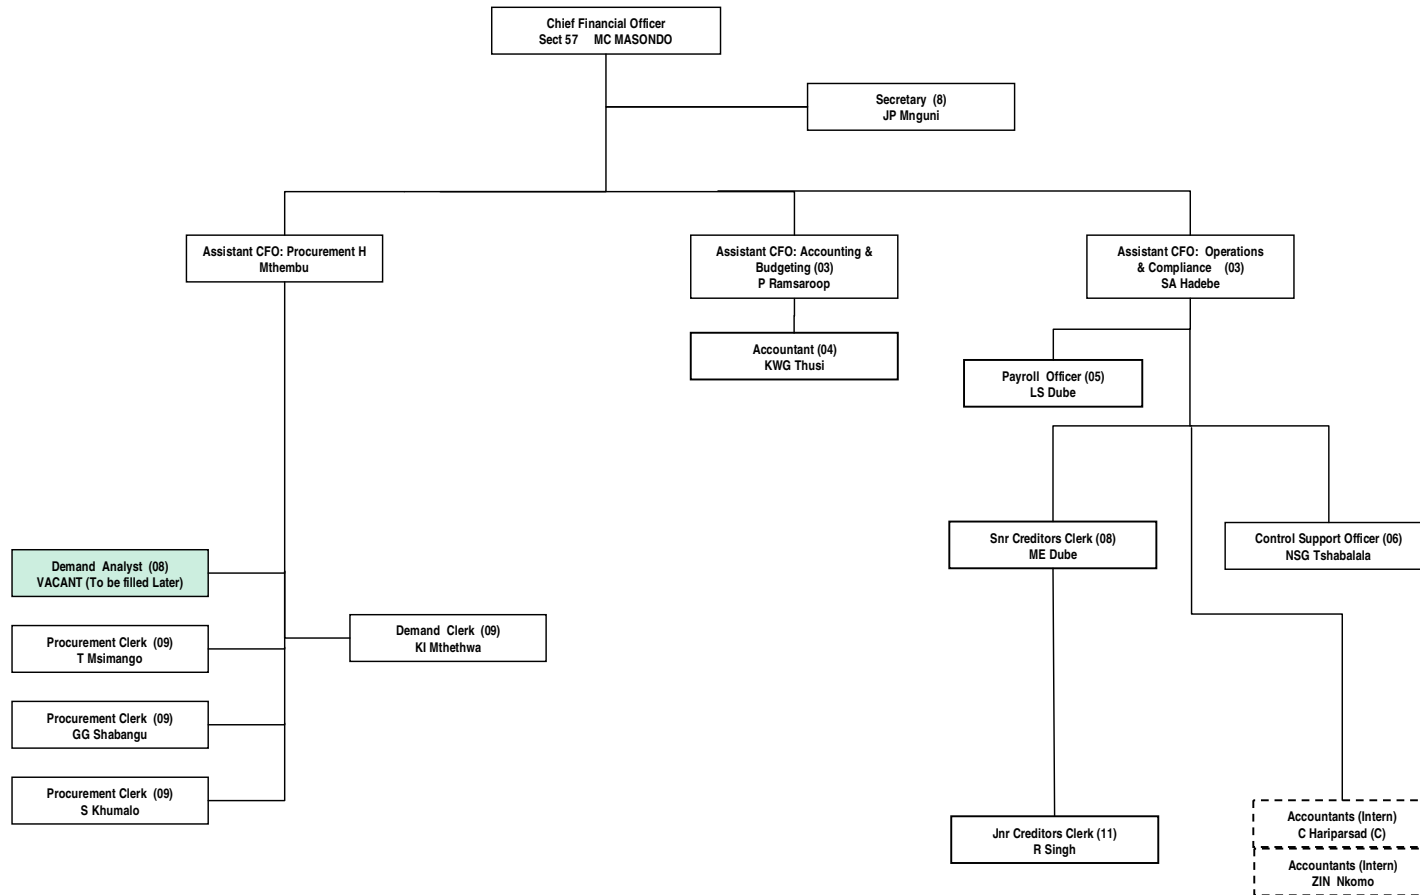 Chief Financial Officer
Sect 57 MC MASONDO
Secretary (8)
JP Mnguni
Assistant CFO: Procurement H
Mthembu
Assistant CFO: Accounting &
Budgeting (03)
P Ramsaroop
Assistant CFO: Operations
& Compliance (03)
SA Hadebe
Accountant (04)
KWG Thusi
Payroll Officer (05)
LS Dube
Snr Creditors Clerk (08)
ME Dube
Control Support Officer (06)
NSG Tshabalala
Demand Analyst (08)
VACANT (To be filled Later)
Demand Clerk (09)
KI Mthethwa
Procurement Clerk (09)
T Msimango
Procurement Clerk (09)
GG Shabangu
Procurement Clerk (09)
S Khumalo
Jnr Creditors Clerk (11)
R Singh
Accountants (Intern)
C Hariparsad (C)
Accountants (Intern)
ZIN Nkomo